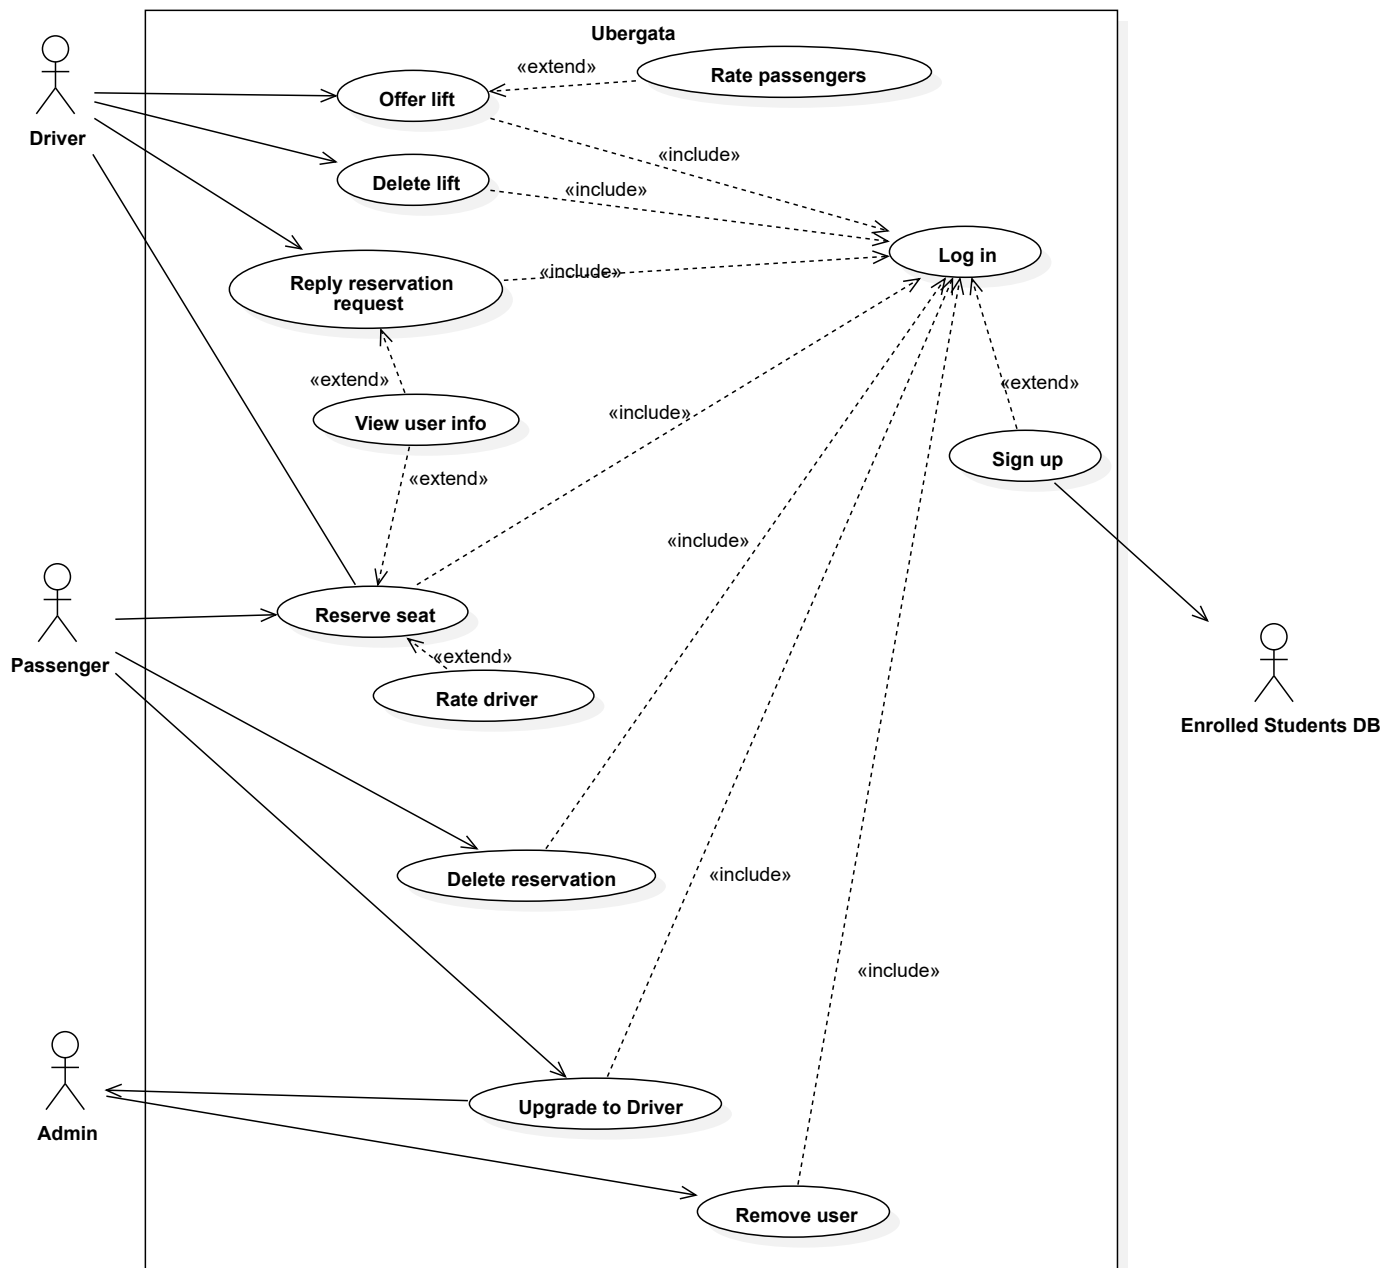 Ubergata
«extend»
Rate passengers
Offer lift
Driver
«include»
Delete lift
«include»
Log in
«include»
Reply reservation
request
«extend»
«extend»
«include»
View user info
Sign up
«extend»
«include»
Reserve seat
Passenger
«extend»
Rate driver
Enrolled Students DB
Delete reservation
«include»
«include»
Upgrade to Driver
Admin
Remove user